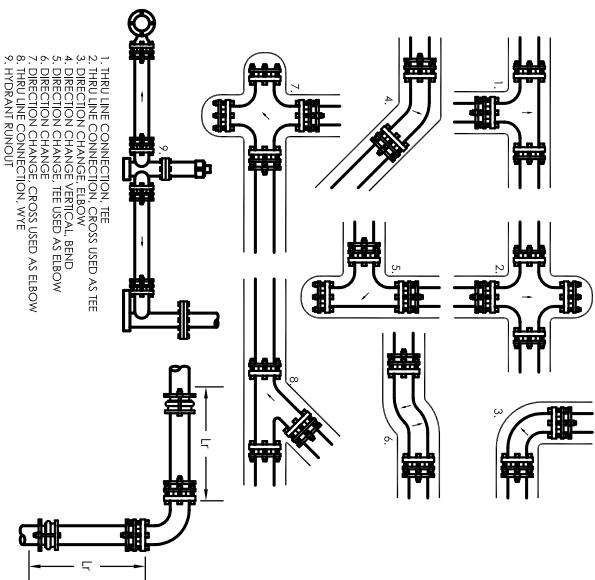 1. THRU LINE CONNECTION, TEE
2. THRU LINE CONNECTION, CROSS USED AS TEE
3. DIRECTION CHANGE, ELBOW
4. DIRECTION CHANGE VERTICAL, BEND
5. DIRECTION CHANGE, TEE USED AS ELBOW
6. DIRECTION CHANGE
7. DIRECTION CHANGE, CROSS USED AS ELBOW
8. THRU LINE CONNECTION, WYE
9. HYDRANT RUNOUT
1.
2.
3.
4.
5.
6.
7.
8.
9.
Lr
Lr